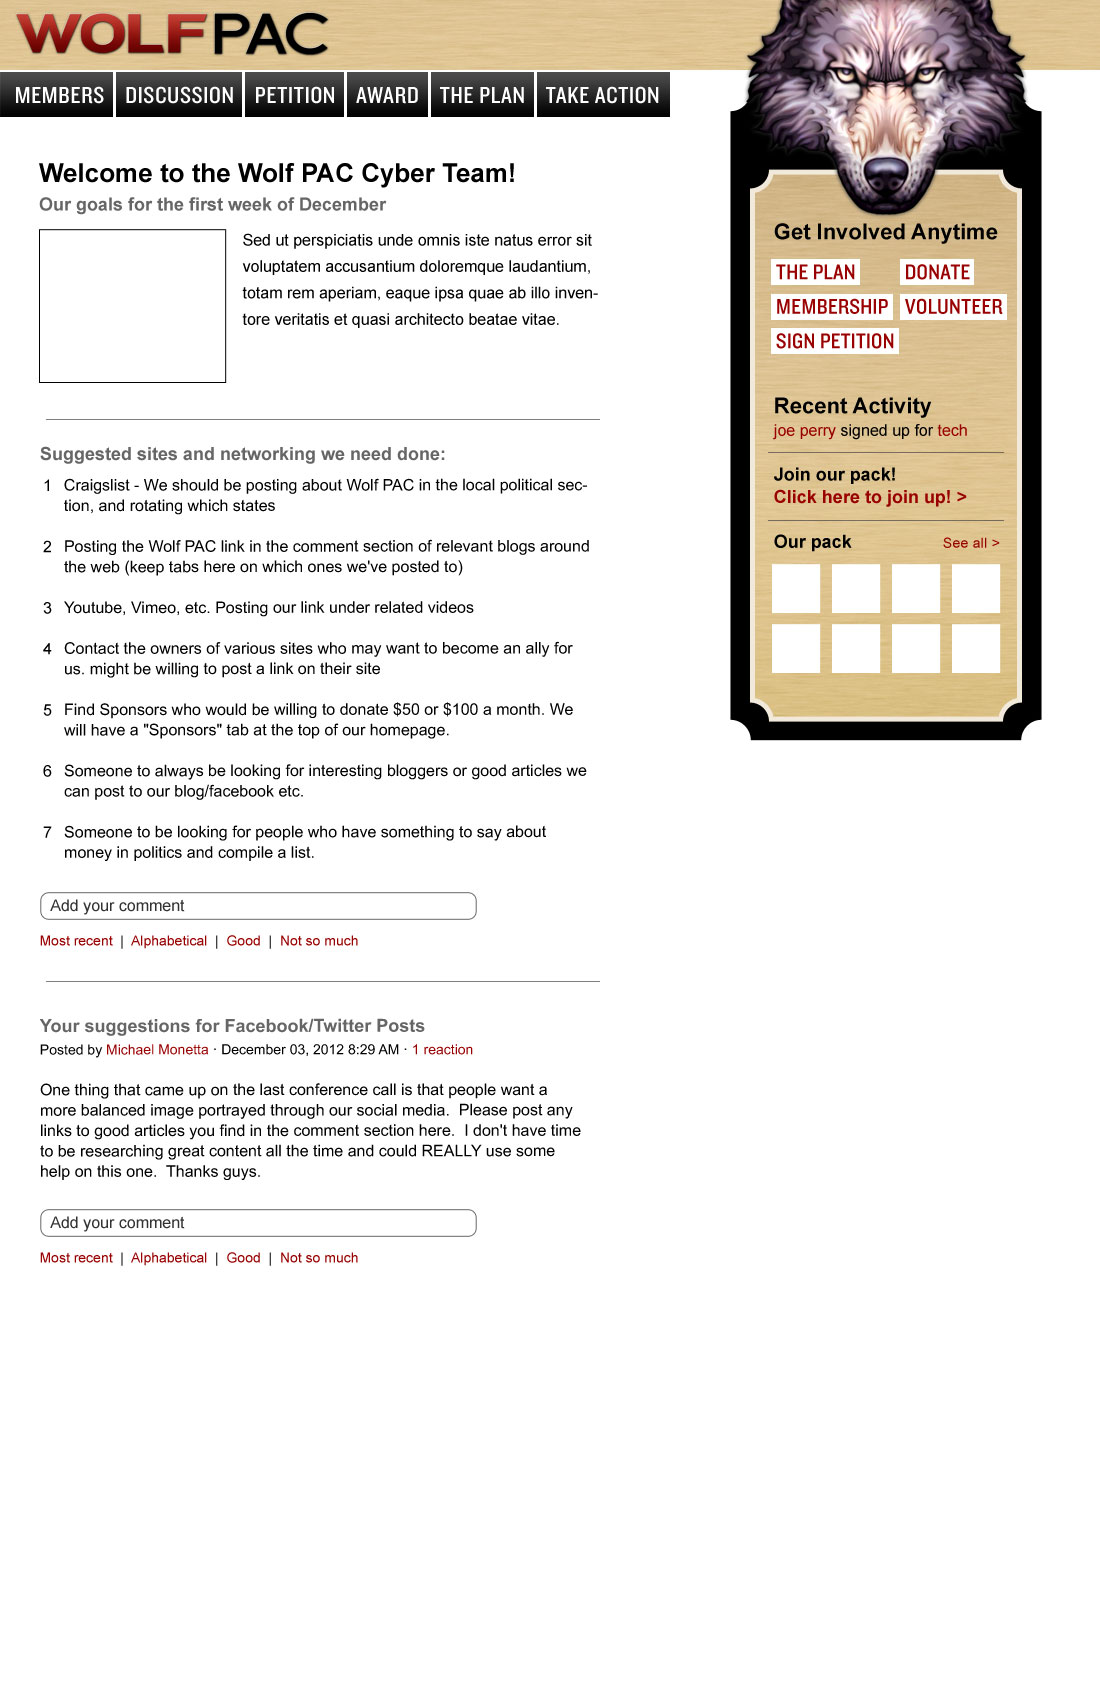 WOLFPAC
MEMBERS
DISCUSSION
PETITION
AWARD
THE PLAN
TAKE ACTION
Welcome to the Wolf PAC Cyber Team!
Our goals for the first week of December
Sed ut perspiciatis unde omnis iste natus error sit
voluptatem accusantium doloremque laudantium,
totam rem aperiam, eaque ipsa quae ab illo inven-
tore veritatis et quasi architecto beatae vitae.
Suggested sites and networking we need done:
1 Craigslist - We should be posting about Wolf PAC in the local political sec-
tion, and rotating which states
2 Posting the Wolf PAC link in the comment section of relevant blogs around
the web (keep tabs here on which ones we've posted to)
3 Youtube, Vimeo, etc. Posting our link under related videos
4 Contact the owners of various sites who may want to become an ally for
us. might be willing to post a link on their site
5 Find Sponsors who would be willing to donate $50 or $100 a month. We
will have a "Sponsors" tab at the top of our homepage.
6 Someone to always be looking for interesting bloggers or good articles we
can post to our blog/facebook etc.
7 Someone to be looking for people who have something to say about
money in politics and compile a list.
Add your comment
Most recent | Alphabetical | Good | Not so much
Your suggestions for Facebook/Twitter Posts
Posted by Michael Monetta · December 03, 2012 8:29 AM · 1 reaction
One thing that came up on the last conference call is that people want a
more balanced image portrayed through our social media.  Please post any
links to good articles you find in the comment section here.  I don't have time
to be researching great content all the time and could REALLY use some
help on this one.  Thanks guys.
Add your comment
Most recent | Alphabetical | Good | Not so much
Get Involved Anytime
THE PLAN
DONATE
MEMBERSHIP
VOLUNTEER
SIGN PETITION
Recent Activity
joe perry signed up for tech
Join our pack!
Click here to join up! >
Our pack
See all >